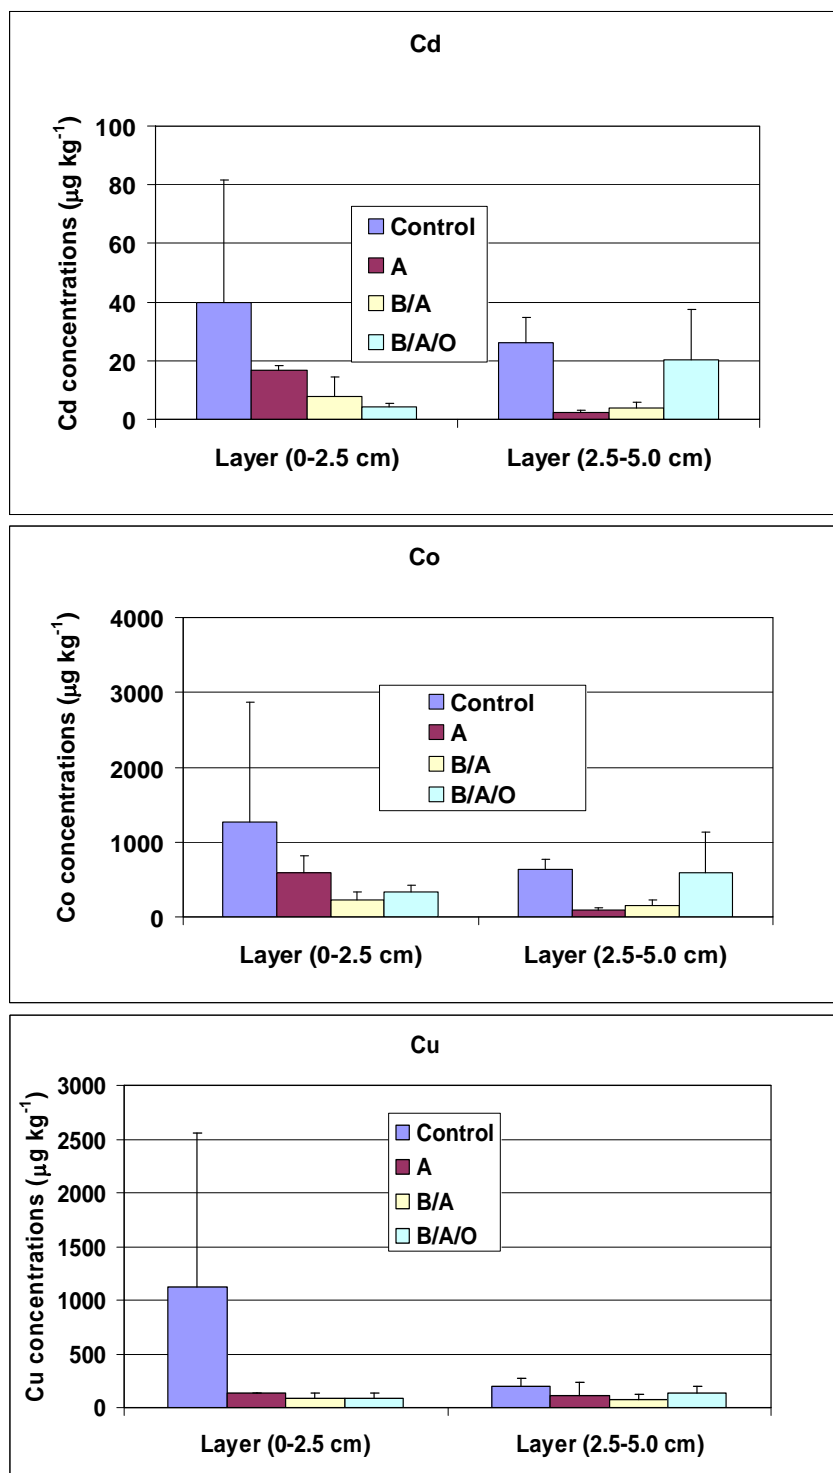 Cd
Cd concentrations (µg kg⁻¹)
100
80
60
40
20
0
Control
A
B/A
B/A/O
Layer (0-2.5 cm) Layer (2.5-5.0 cm)
Co
Co concentrations (µg kg⁻¹)
4000
3000
2000
1000
0
Control
A
B/A
B/A/O
Layer (0-2.5 cm) Layer (2.5-5.0 cm)
Cu
Cu concentrations (µg kg⁻¹)
3000
2500
2000
1500
1000
500
0
Control
A
B/A
B/A/O
Layer (0-2.5 cm) Layer (2.5-5.0 cm)